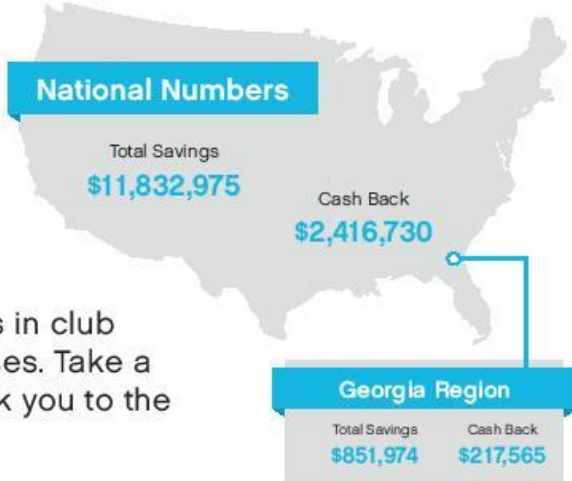 National Numbers
Total Savings
$11,832,975
Cash Back
$2,416,730
in club
Take a
you to the
Georgia Region
Total Savings Cash Back
$851,974 $217,565